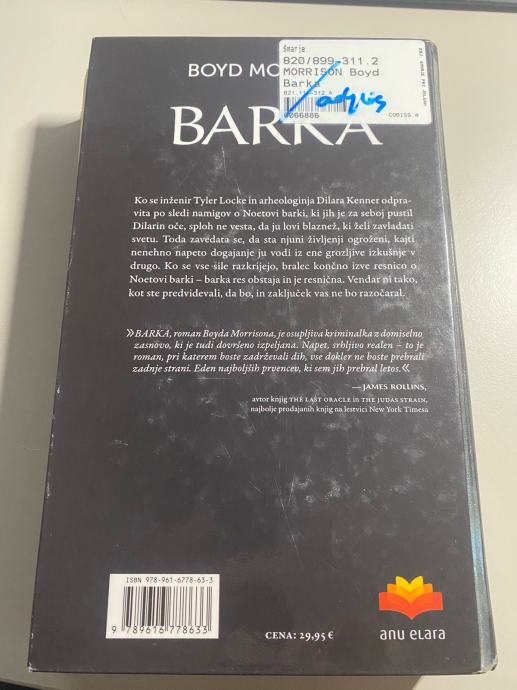 Šmarje
820/899-311.2
MORRISON Boyd
Barka
0066886
COBISS
BOYD
BARKA
Ko se inženir Tyler Locke in arheologinja Dilara Kenner odpra-
vita po sledi namigov o Noetovi barki, ki jih je za seboj pustil
Dilarin oče, sploh ne vesta, da ju lovi blaznež, ki želi zavladati
svetu. Toda zavedata se, da sta njuni življenji ogroženi, kajti
nenehno napeto dogajanje ju vodi iz ene grozljive izkušnje v
drugo. Ko se vse sile razkrijejo, bralec končno izve resnico o
Noetovi barki – barka res obstaja in je resnična. Vendar ni tako,
kot ste predvidevali, da bo, in zaključek vas ne bo razočaral.
»BARKA, roman Boyda Morrisona, je osupljiva kriminalka z domiselno
zasnovo, ki je tudi dovršeno izpeljana. Napet, srhljivo realen – to je
roman, pri katerem boste zadrževali dih, vse dokler ne boste prebrali
zadnje strani. Eden najboljših prvencev, ki sem jih prebral letos.«
— JAMES ROLLINS,
avtor knjig THE LAST ORACLE in THE JUDAS STRAIN,
najbolje prodajanih knjig na lestvici New York Timesa
ISBN 978-961-6778-63-3
9 789616 778633
CENA: 29,95 €
anu eLara